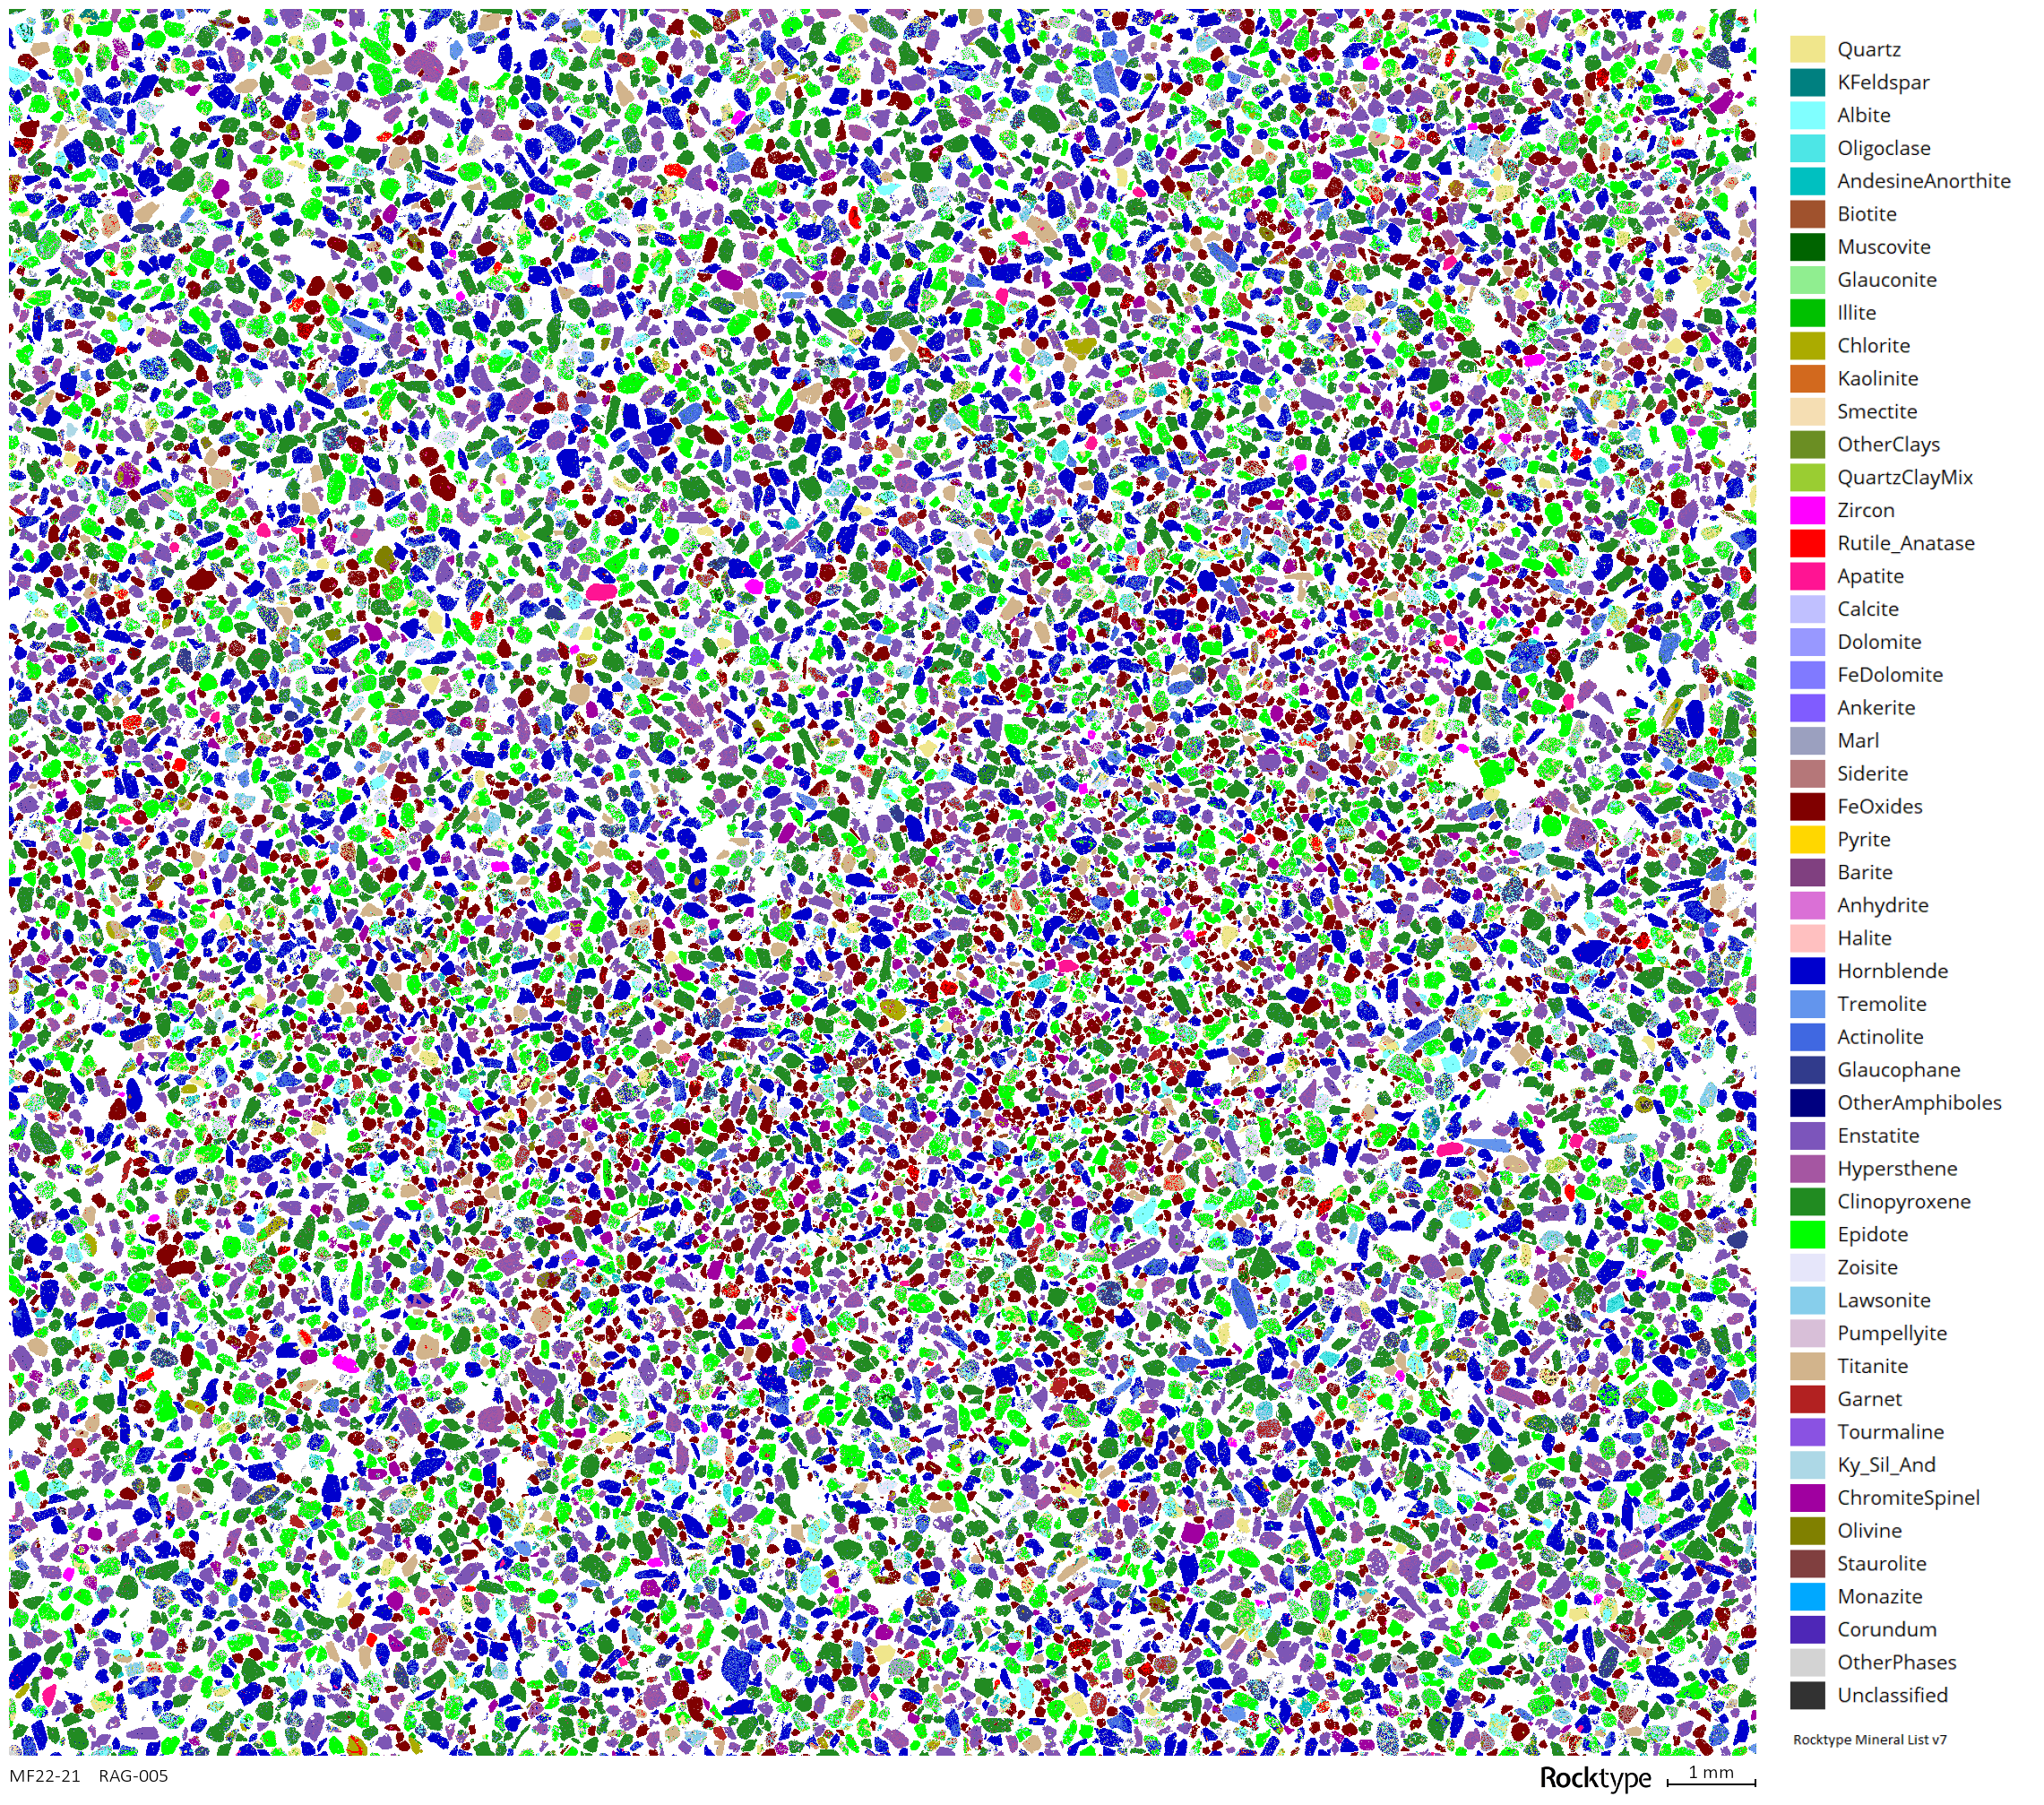 Quartz
KFeldspar
Albite
Oligoclase
AndesineAnorthite
Biotite
Muscovite
Glauconite
Illite
Chlorite
Kaolinite
Smectite
OtherClays
QuartzClayMix
Zircon
Rutile_Anatase
Apatite
Calcite
Dolomite
FeDolomite
Ankerite
Marl
Siderite
FeOxides
Pyrite
Barite
Anhydrite
Halite
Hornblende
Tremolite
Actinolite
Glaucophane
OtherAmphiboles
Enstatite
Hypersthene
Clinopyroxene
Epidote
Zoisite
Lawsonite
Pumpellyite
Titanite
Garnet
Tourmaline
Ky_Sil_And
ChromiteSpinel
Olivine
Staurolite
Monazite
Corundum
OtherPhases
Unclassified
Rocktype Mineral List v7
MF22-21 RAG-005
Rocktype 1 mm